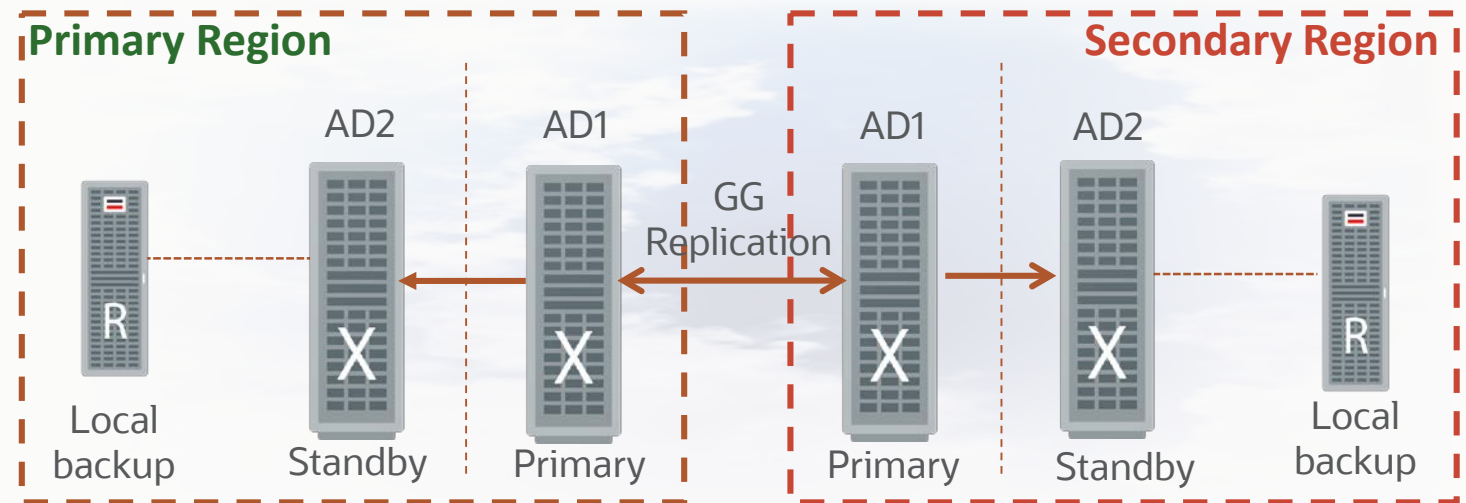 Primary Region
Secondary Region
AD2
AD1
AD1
AD2
GG
Replication
R
X
X
X
X
R
Local
backup
Standby
Primary
Primary
Standby
Local
backup